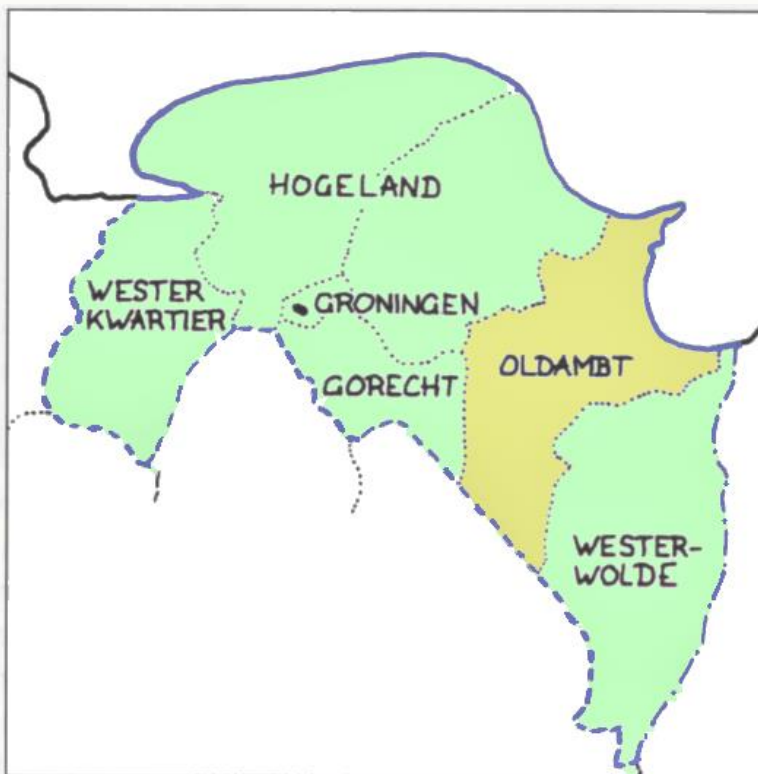 HOGELAND
WESTER
KWARTIER
GRONINGEN
GORECHT
OLDAMBT
WESTER-
WOLDE